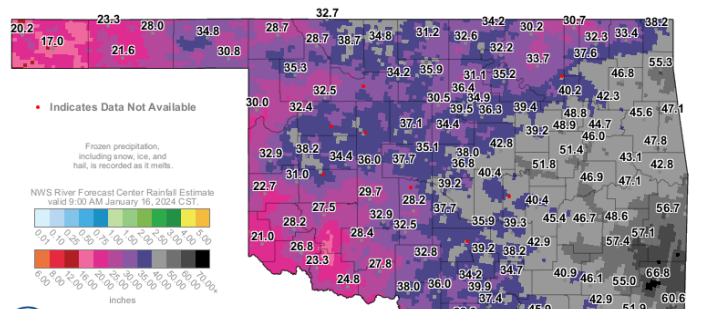 32.7
20.2 23.3 28.0 34.8 28.7 28.7 38.7 34.8 31.2 34.2 30.2 30.7 38.2
17.0 21.6 30.8 32.6 32.2 33.7 32.3 33.4 37.6
35.3 34.2 35.9 31.1 35.2 46.8 55.3
32.5 36.4 40.2
30.0 32.4 30.5 34.9 42.3
• Indicates Data Not Available
39.5 36.3 39.4 48.8 45.6 47.1
37.1 34.4 39.2 48.9 44.7
46.0
Frozen precipitation,
including snow, ice, and
hail, is recorded as it melts.
32.9 38.2 34.4 36.0 37.7 35.1 38.0 42.8 51.4 47.8
36.8 51.8 43.1 42.8
31.0 40.4
NWS River Forecast Center Rainfall Estimate
valid 9:00 AM January 16, 2024 CST.
22.7 29.7 39.2 46.9 47.1
28.2 40.4
27.5 32.9 37.7 56.7
28.2 32.5 35.9 39.3 45.4 46.7 48.6
0.01 0.10 0.25 0.50 0.75 1.00 1.50 2.00 2.50 3.00 4.00 5.00
21.0 28.4 42.9 57.4 57.1
26.8 32.8 39.2 38.2
23.3 27.8 34.2 34.7 40.9 46.1 55.0 66.8
6.00 8.00 12.00 16.00 20.00 25.00 30.00 35.00 40.00 50.00 60.00 70.00+
24.8 38.0 36.0 39.9
inches
37.4 42.9 60.6
45.9 51.9